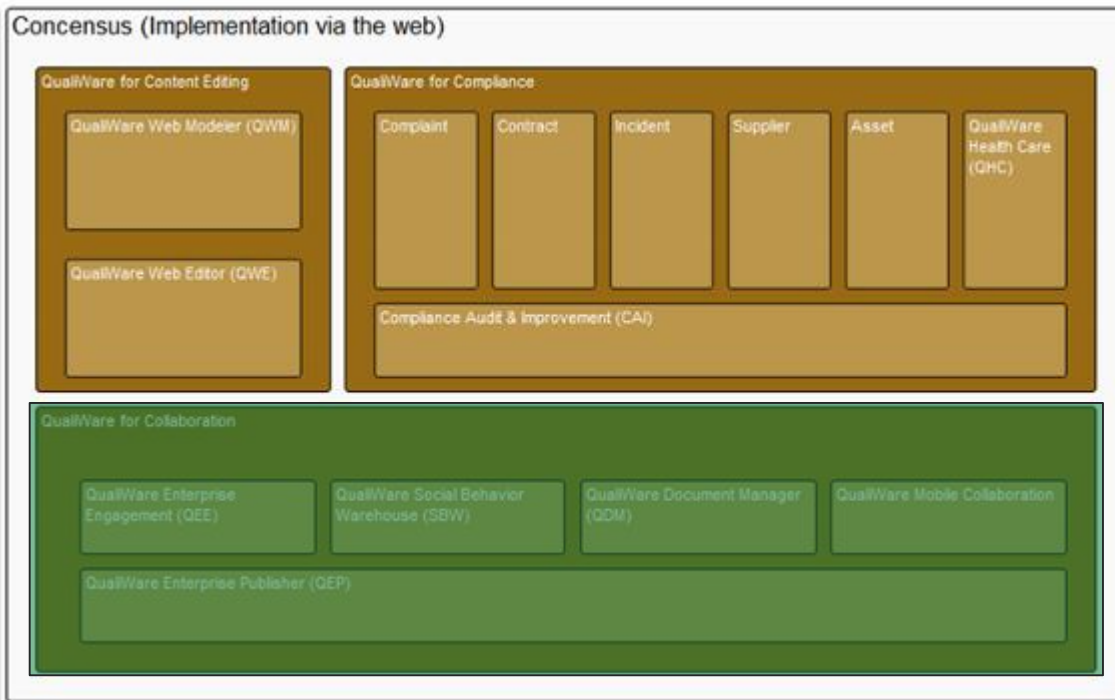 Concensus (Implementation via the web)
QualiWare for Content Editing
QualiWare Web Modeler (QWM)
QualiWare Web Editor (QWE)
QualiWare for Compliance
Complaint
Contract
Incident
Supplier
Asset
QualiWare
Health Care
(QHC)
Compliance Audit & Improvement (CAI)
QualiWare for Collaboration
QualiWare Enterprise
Engagement (QEE)
QualiWare Social Behavior
Warehouse (SBW)
QualiWare Document Manager
(QDM)
QualiWare Mobile Collaboration
QualiWare Enterprise Publisher (QEP)